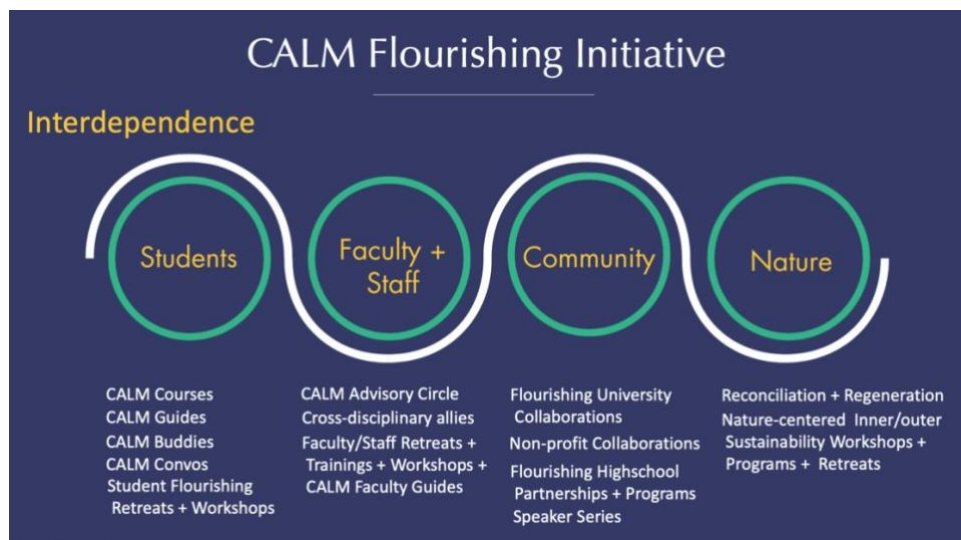 CALM Flourishing Initiative
Interdependence
Students
Faculty +
Staff
Community
Nature
CALM Courses
CALM Guides
CALM Buddies
CALM Convos
Student Flourishing
Retreats + Workshops
CALM Advisory Circle
Cross-disciplinary allies
Faculty/Staff Retreats +
Trainings + Workshops +
CALM Faculty Guides
Flourishing University
Collaborations
Non-profit Collaborations
Flourishing Highschool
Partnerships + Programs
Speaker Series
Reconciliation + Regeneration
Nature-centered Inner/outer
Sustainability Workshops +
Programs + Retreats